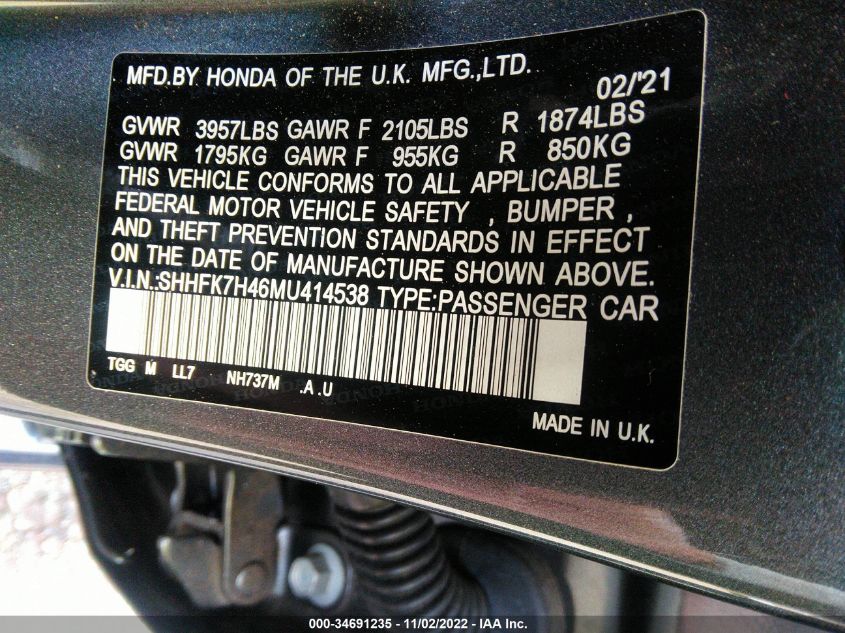 MFD.BY HONDA OF THE U.K. MFG.,LTD.
02/'21
GVWR 3957LBS GAWR F 2105LBS R 1874LBS
GVWR 1795KG GAWR F 955KG R 850KG
THIS VEHICLE CONFORMS TO ALL APPLICABLE
FEDERAL MOTOR VEHICLE SAFETY , BUMPER ,
AND THEFT PREVENTION STANDARDS IN EFFECT
ON THE DATE OF MANUFACTURE SHOWN ABOVE.
V.I.N.:SHHFK7H46MU414538 TYPE:PASSENGER CAR
TGG M LL7 NH737M .A .U
MADE IN U.K.
000-34691235 - 11/02/2022 - IAA Inc.